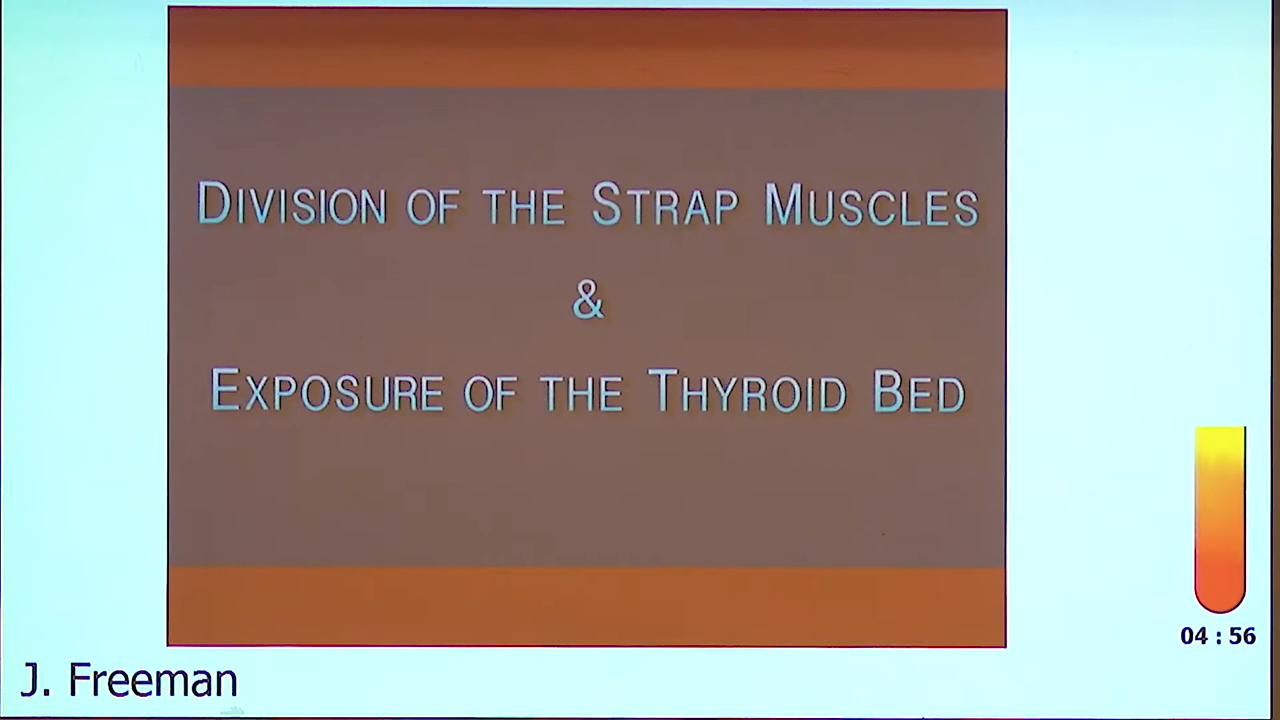 DIVISION OF THE STRAP MUSCLES
&
EXPOSURE OF THE THYROID BED
04 : 56
J. Freeman